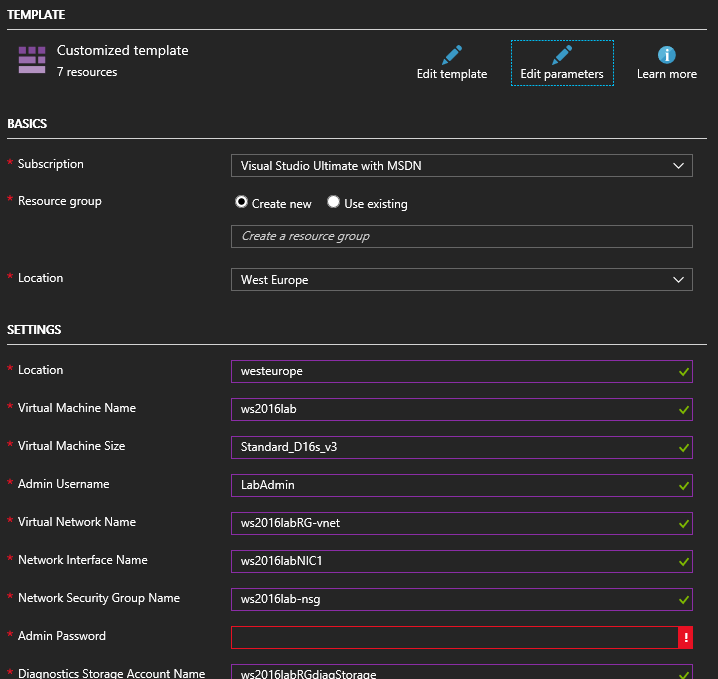 TEMPLATE
Customized template
7 resources
Edit template
Edit parameters
Learn more
BASICS
* Subscription
Visual Studio Ultimate with MSDN
* Resource group
Create new
Use existing
Create a resource group
* Location
West Europe
SETTINGS
* Location
westeurope
* Virtual Machine Name
ws2016lab
* Virtual Machine Size
Standard_D16s_v3
* Admin Username
LabAdmin
* Virtual Network Name
ws2016labRG-vnet
* Network Interface Name
ws2016labNIC1
* Network Security Group Name
ws2016lab-nsg
* Admin Password
!
* Diagnostics Storage Account Name
ws2016labRGdiagStorage